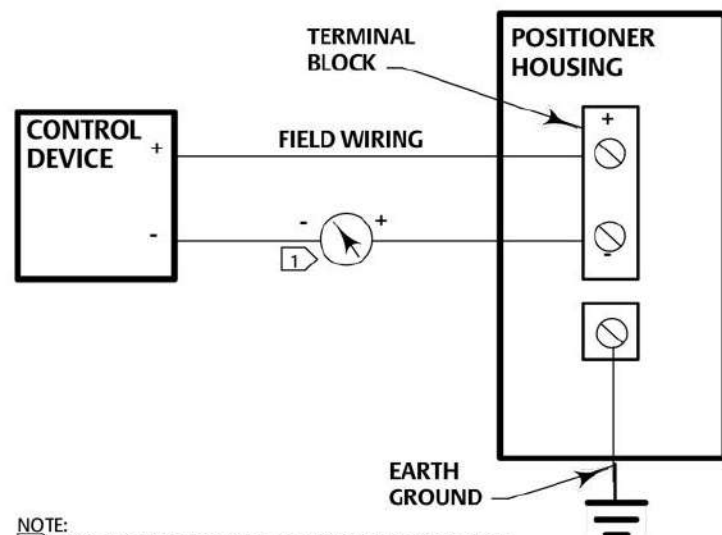 TERMINAL
BLOCK
POSITIONER
HOUSING
CONTROL
DEVICE
+
-
FIELD WIRING
+
-
- +
1
EARTH
GROUND
NOTE: